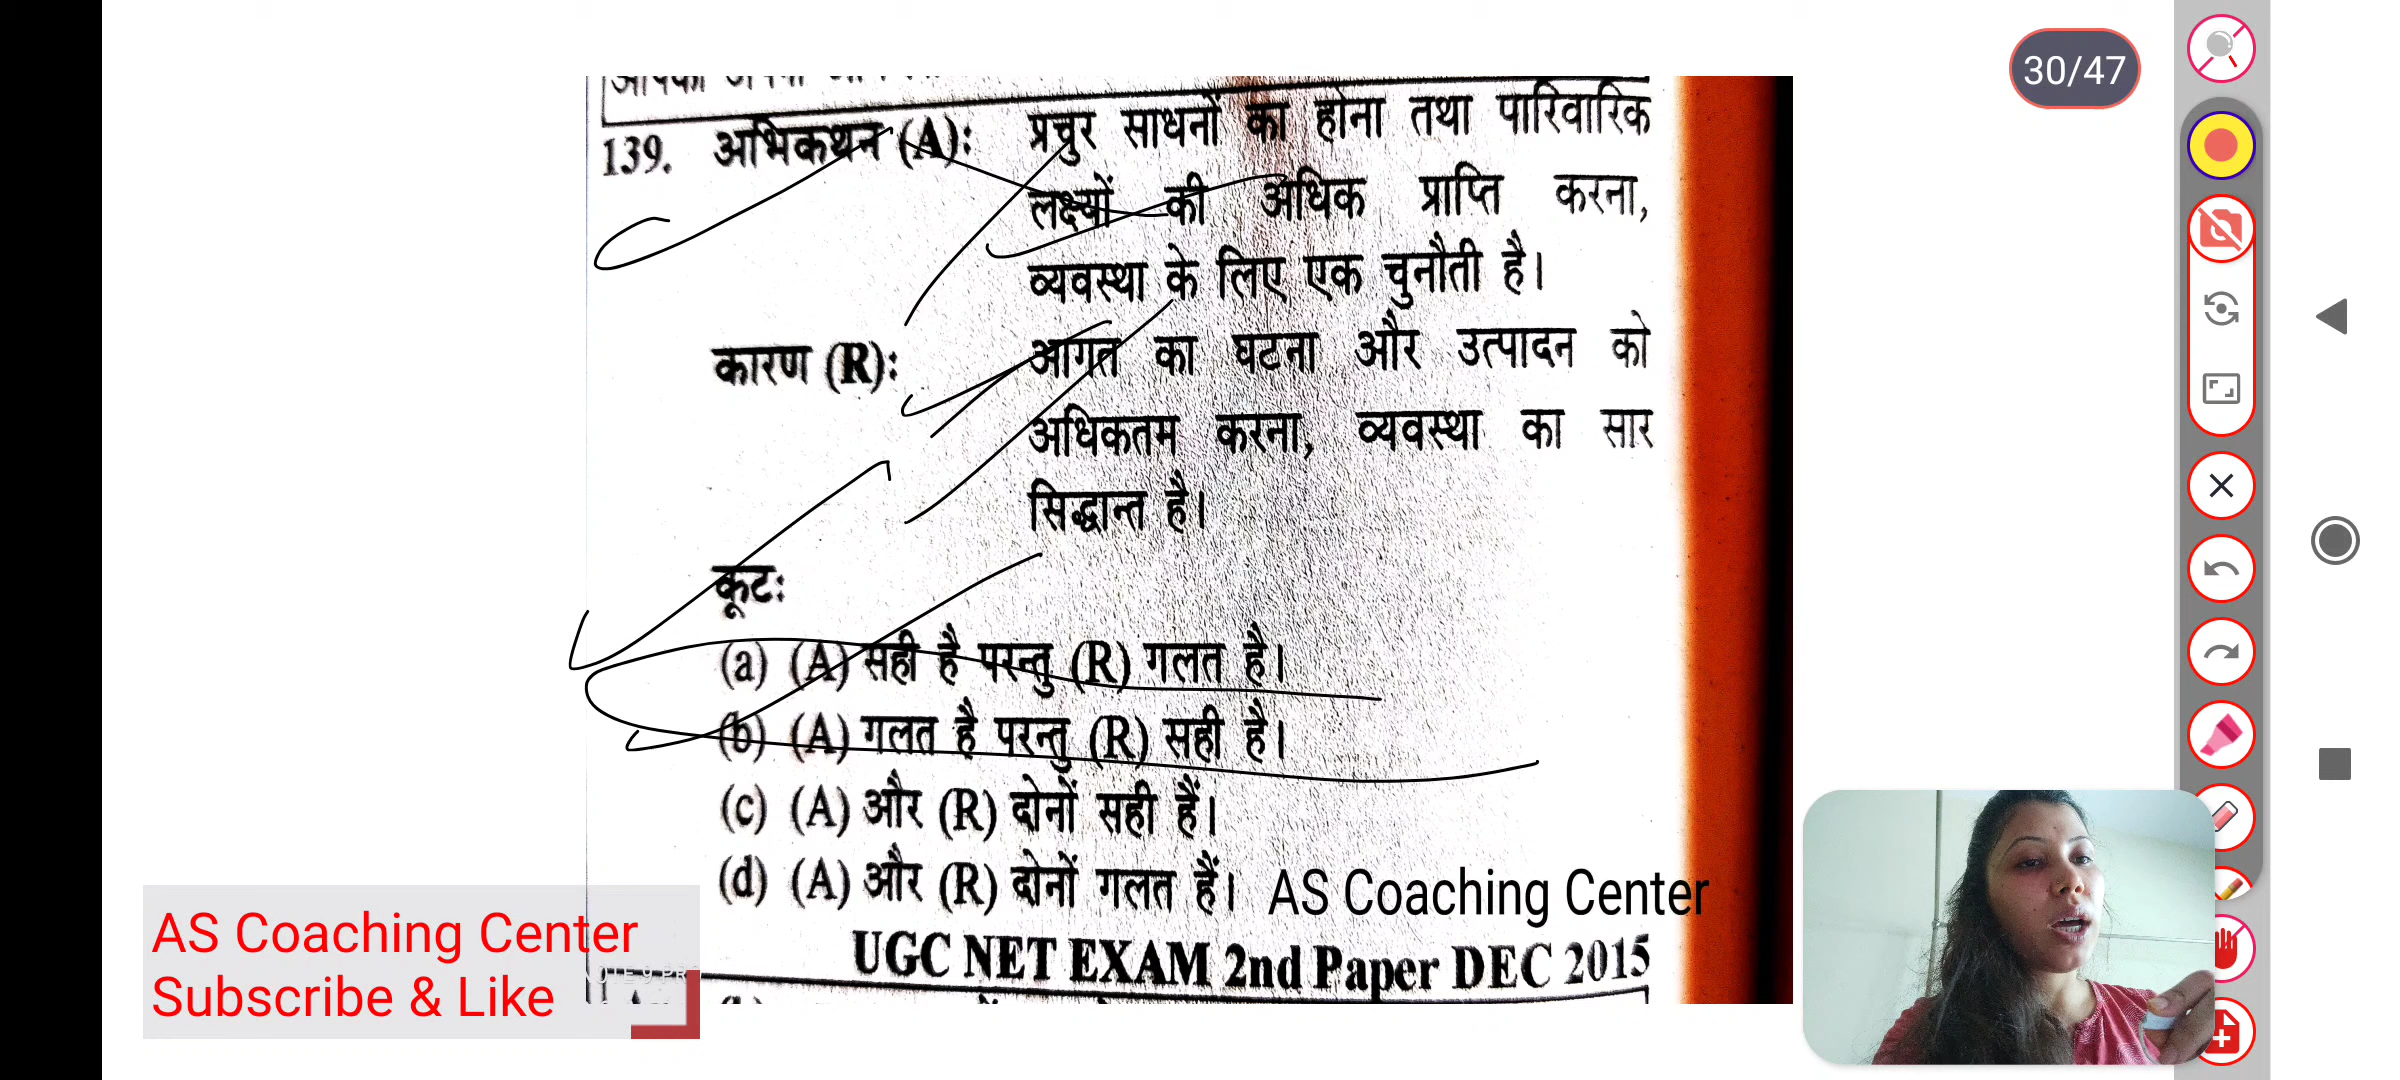 30/47
139. अभिकथन (A): प्रचुर साधनों का होना तथा पारिवारिक
लक्ष्यों की अधिक प्राप्ति करना,
व्यवस्था के लिए एक चुनौती है।
कारण (R): आगत का घटना और उत्पादन को
अधिकतम करना, व्यवस्था का सार
सिद्धान्त है।
कूट:
(a) (A) सही है परन्तु (R) गलत है।
(b) (A) गलत है परन्तु (R) सही है।
(c) (A) और (R) दोनों सही हैं।
(d) (A) और (R) दोनों गलत हैं।
AS Coaching Center
UGC NET EXAM 2nd Paper DEC 2015
AS Coaching Center
Subscribe & Like